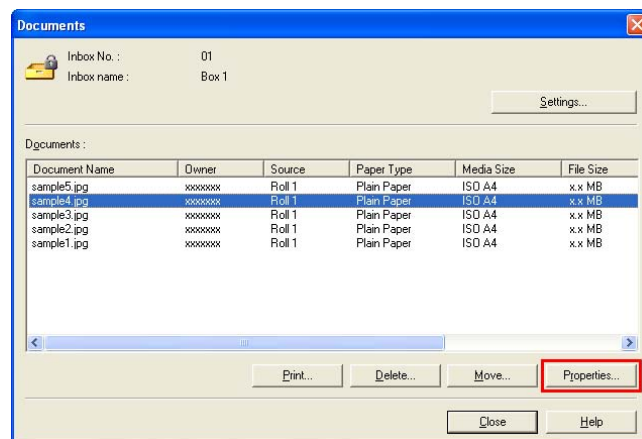 Documents
Inbox No. : 01
Inbox name : Box 1
Settings...
Documents :
Document Name Owner Source Paper Type Media Size File Size
sample5.jpg xxxxxxx Roll 1 Plain Paper ISO A4 x.x MB
sample4.jpg xxxxxxx Roll 1 Plain Paper ISO A4 x.x MB
sample3.jpg xxxxxxx Roll 1 Plain Paper ISO A4 x.x MB
sample2.jpg xxxxxxx Roll 1 Plain Paper ISO A4 x.x MB
sample1.jpg xxxxxxx Roll 1 Plain Paper ISO A4 x.x MB
Print... Delete... Move... Properties...
Close Help